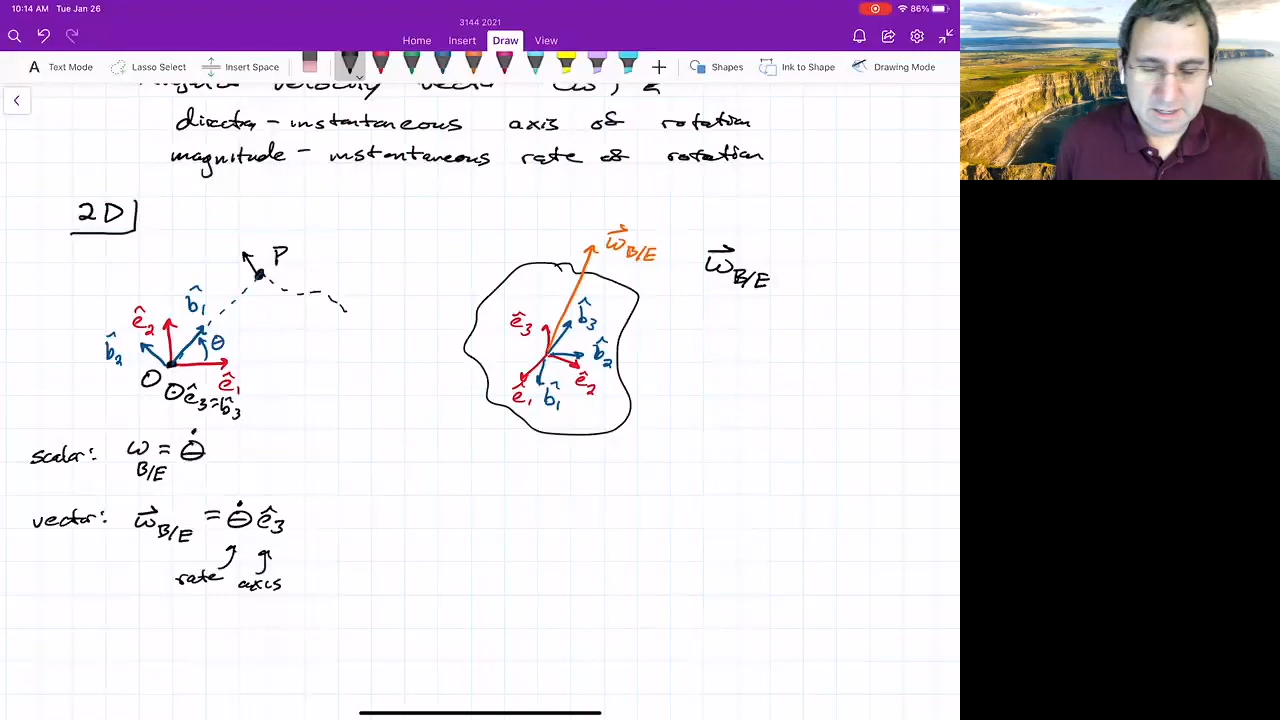 10:14 AM Tue Jan 26
86%
3144 2021
Home Insert Draw View
A Text Mode Lasso Select Insert Space + Shapes Ink to Shape Drawing Mode
velocity vector
direction - instantaneous axis of rotation
magnitude - instantaneous rate of rotation
2D
P
b̂₁
ê₂
b̂₂
θ
O
ê₁
⊙ ê₃=b̂₃
ω⃗ B/E
ω⃗ B/E
ê₃
b̂₃
b̂₂
ê₂
ê₁
b̂₁
scalar: ω B/E = θ̇
vector: ω⃗ B/E = θ̇ ê₃
rate axis